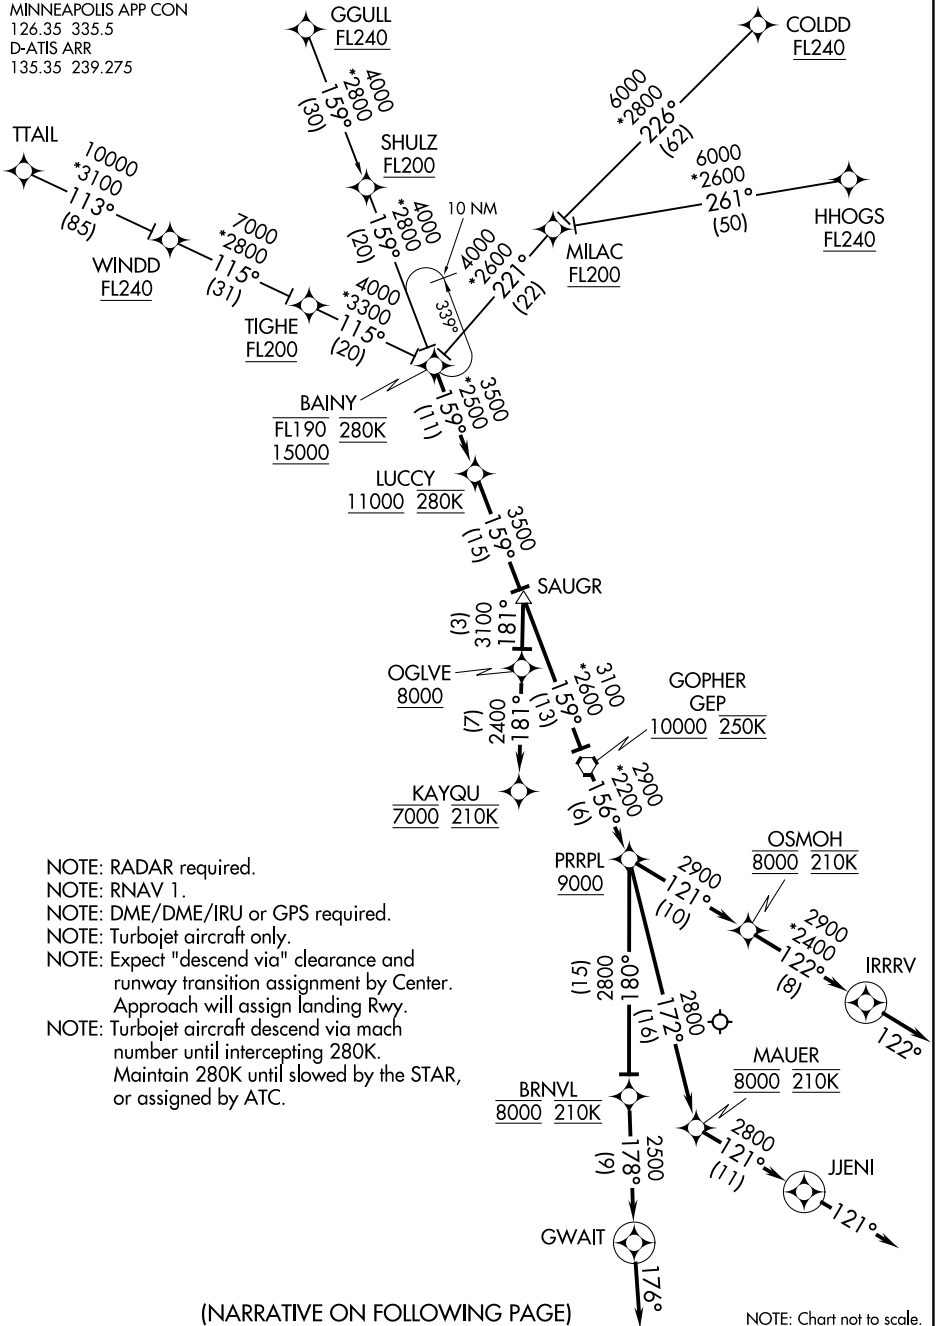 MINNEAPOLIS APP CON
126.35 335.5
D-ATIS ARR
135.35 239.275
GGULL
FL240
COLDD
FL240
4000
*2800
159°
(30)
6000
*2800
226°
(62)
TTAIL
SHULZ
FL200
10000
*3100
113°
(85)
6000
*2600
261°
(50)
HHOGS
FL240
4000
*2800
159°
(20)
10 NM
WINDD
FL240
7000
*2800
115°
(31)
MILAC
FL200
4000
*2600
221°
(22)
339°
TIGHE
FL200
4000
*3300
115°
(20)
BAINY
FL190 280K
15000
3500
*2500
159°
(11)
LUCCY
11000 280K
3500
159°
(15)
SAUGR
181°
3100
(3)
OGLVE
8000
3100
*2600
159°
(13)
GOPHER
GEP
10000 250K
181°
2400
(7)
KAYQU
7000 210K
2900
*2200
156°
(6)
PRRPL
9000
OSMOH
8000 210K
2900
121°
(10)
2900
*2400
122°
(8)
IRRRV
122°
NOTE: RADAR required.
NOTE: RNAV 1.
NOTE: DME/DME/IRU or GPS required.
NOTE: Turbojet aircraft only.
NOTE: Expect "descend via" clearance and
runway transition assignment by Center.
Approach will assign landing Rwy.
NOTE: Turbojet aircraft descend via mach
number until intercepting 280K.
Maintain 280K until slowed by the STAR,
or assigned by ATC.
180°
2800
(15)
2800
172°
(16)
MAUER
8000 210K
BRNVL
8000 210K
2800
121°
(11)
JJENI
121°
2500
178°
(9)
GWAIT
176°
(NARRATIVE ON FOLLOWING PAGE)
NOTE: Chart not to scale.